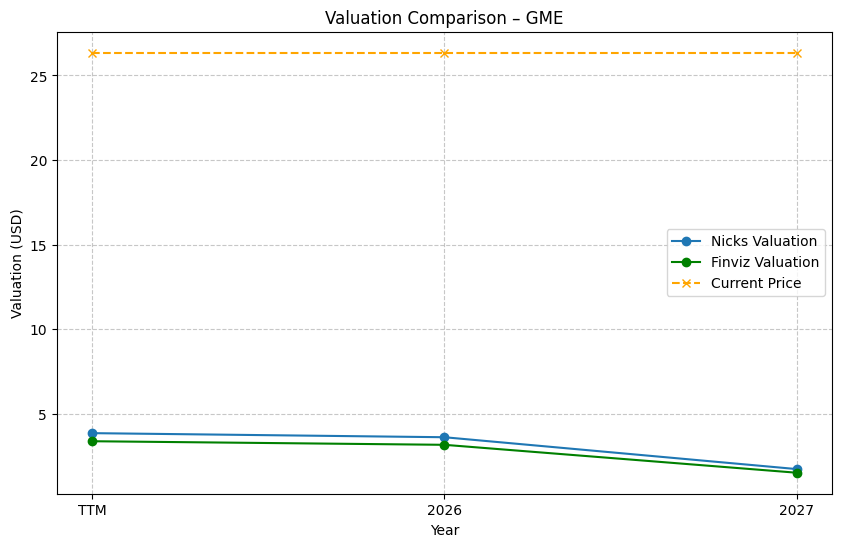 Valuation Comparison – GME
Valuation (USD)
25
20
15
10
5
Nicks Valuation
Finviz Valuation
Current Price
TTM
2026
2027
Year